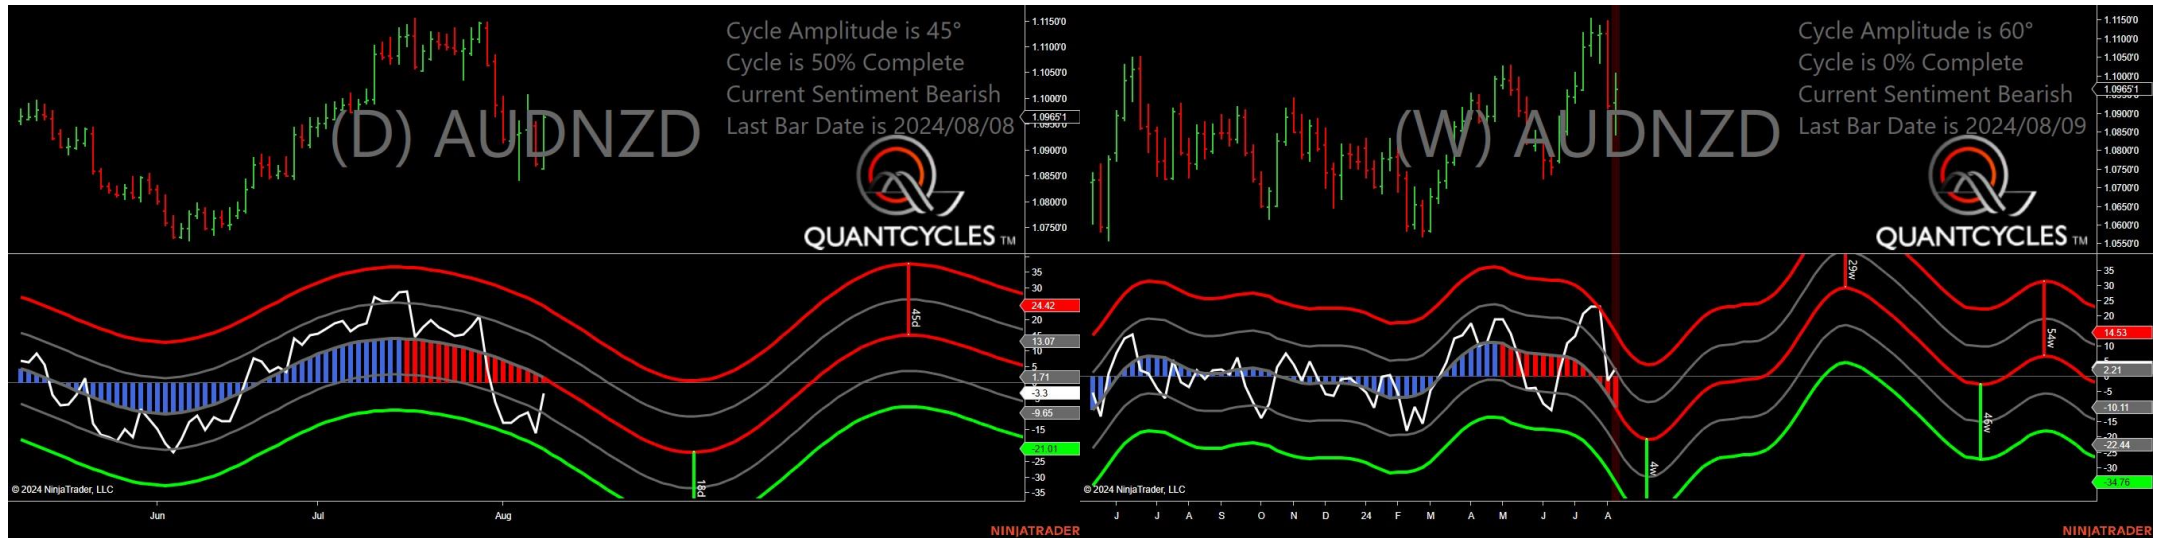 Cycle Amplitude is 45°
Cycle is 50% Complete
Current Sentiment Bearish
Last Bar Date is 2024/08/08
(D) AUDNZD
QUANTCYCLES TM
1.1150'0
1.1100'0
1.1050'0
1.1000'0
1.0965'1
1.0900'0
1.0850'0
1.0800'0
1.0750'0
35
30
24.42
20
13.07
10
1.71
-3.3
-9.65
-15
-21.01
-25
-30
-35
45d
18d
© 2024 NinjaTrader, LLC
Jun
Jul
Aug
NINJATRADER
Cycle Amplitude is 60°
Cycle is 0% Complete
Current Sentiment Bearish
Last Bar Date is 2024/08/09
(W) AUDNZD
QUANTCYCLES TM
1.1150'0
1.1100'0
1.1050'0
1.1000'0
1.0965'1
1.0900'0
1.0850'0
1.0800'0
1.0750'0
1.0700'0
1.0650'0
1.0600'0
1.0550'0
35
30
25
20
14.53
10
2.21
-5
-10.11
-15
-22.44
-25
-30
-34.76
29w
54w
46w
4w
© 2024 NinjaTrader, LLC
J
J
A
S
O
N
D
24
F
M
A
M
J
J
A
NINJATRADER